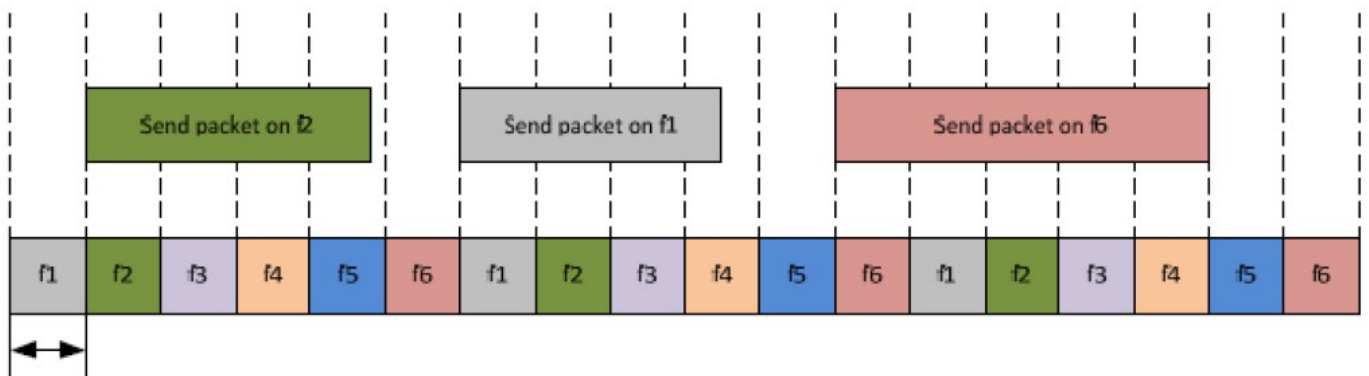 Send packet on f2
Send packet on f1
Send packet on f6
f1 f2 f3 f4 f5 f6 f1 f2 f3 f4 f5 f6 f1 f2 f3 f4 f5 f6